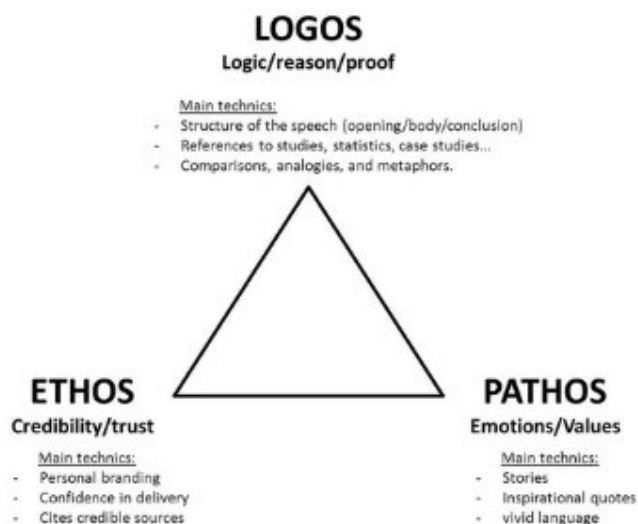 LOGOS
Logic/reason/proof
Main technics:
- Structure of the speech (opening/body/conclusion)
- References to studies, statistics, case studies...
- Comparisons, analogies, and metaphors.
ETHOS
Credibility/trust
Main technics:
- Personal branding
- Confidence in delivery
- Cites credible sources
PATHOS
Emotions/Values
Main technics:
- Stories
- Inspirational quotes
- vivid language